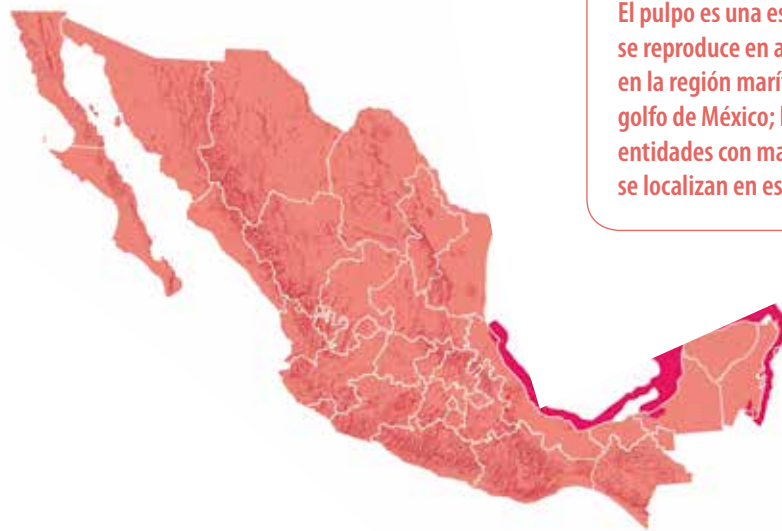 El pulpo es una es
se reproduce en a
en la región marí
golfo de México; l
entidades con ma
se localizan en es